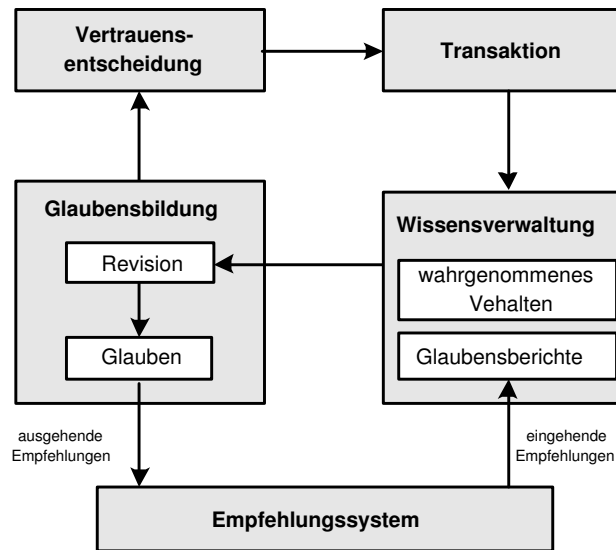 Vertrauens-
entscheidung
Transaktion
Glaubensbildung
Revision
Glauben
Wissensverwaltung
wahrgenommenes
Vehalten
Glaubensberichte
ausgehende
Empfehlungen
eingehende
Empfehlungen
Empfehlungssystem